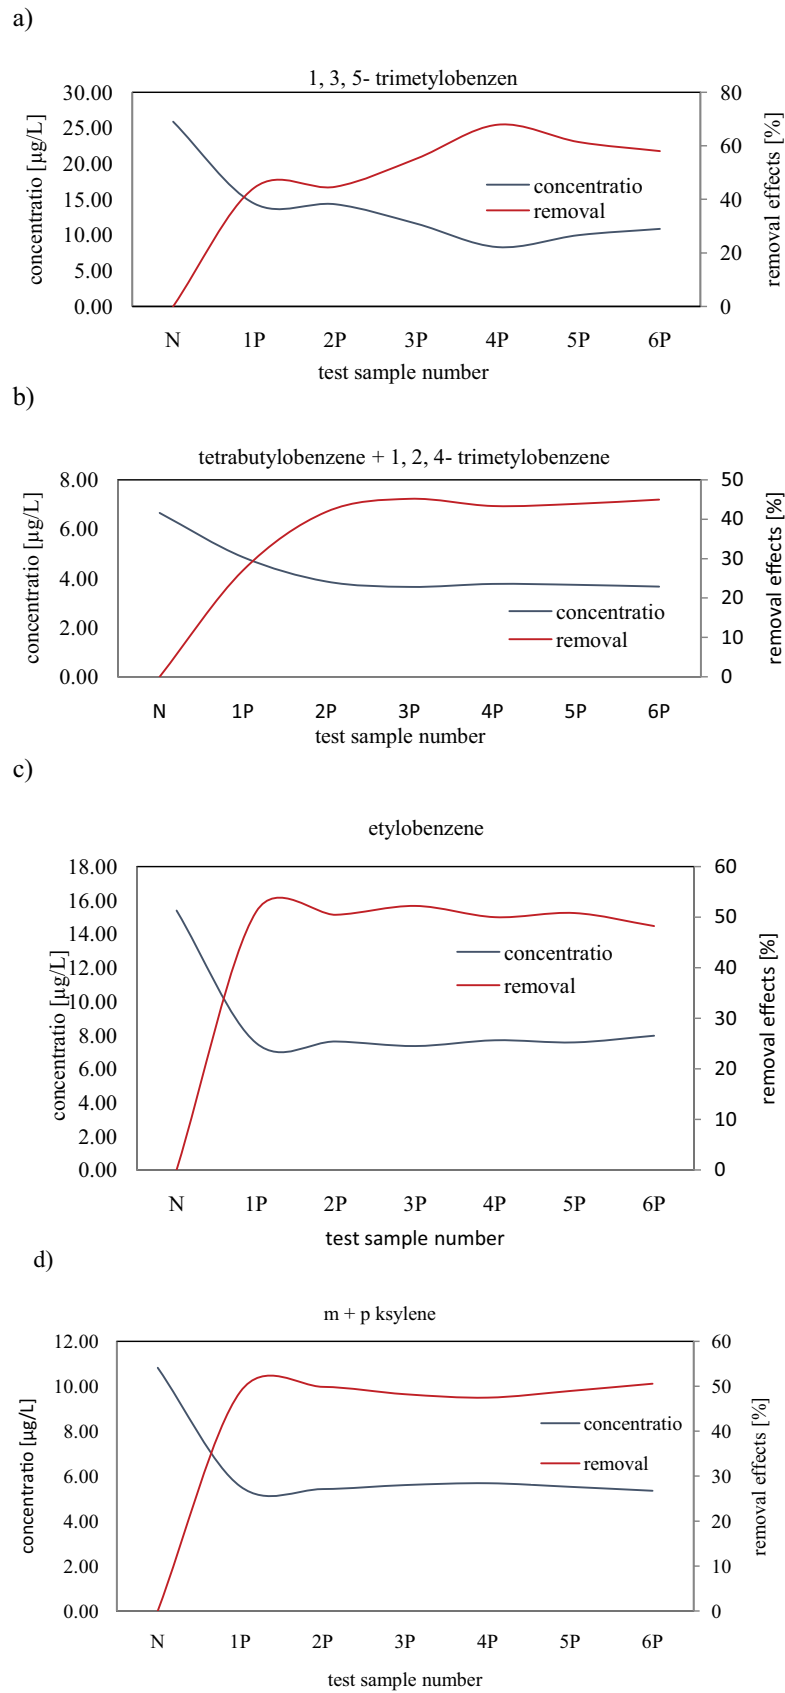 a)
1, 3, 5- trimetylobenzen
30.00
25.00
20.00
15.00
10.00
5.00
0.00
concentratio [µg/L]
80
60
40
20
0
removal effects [%]
concentratio
removal
N 1P 2P 3P 4P 5P 6P
test sample number
b)
tetrabutylobenzene + 1, 2, 4- trimetylobenzene
8.00
6.00
4.00
2.00
0.00
concentratio [µg/L]
50
40
30
20
10
0
removal effects [%]
concentratio
removal
N 1P 2P 3P 4P 5P 6P
test sample number
c)
etylobenzene
18.00
16.00
14.00
12.00
10.00
8.00
6.00
4.00
2.00
0.00
concentratio [µg/L]
60
50
40
30
20
10
0
removal effects [%]
concentratio
removal
N 1P 2P 3P 4P 5P 6P
test sample number
d)
m + p ksylene
12.00
10.00
8.00
6.00
4.00
2.00
0.00
concentratio [µg/L]
60
50
40
30
20
10
0
removal effects [%]
concentratio
removal
N 1P 2P 3P 4P 5P 6P
test sample number